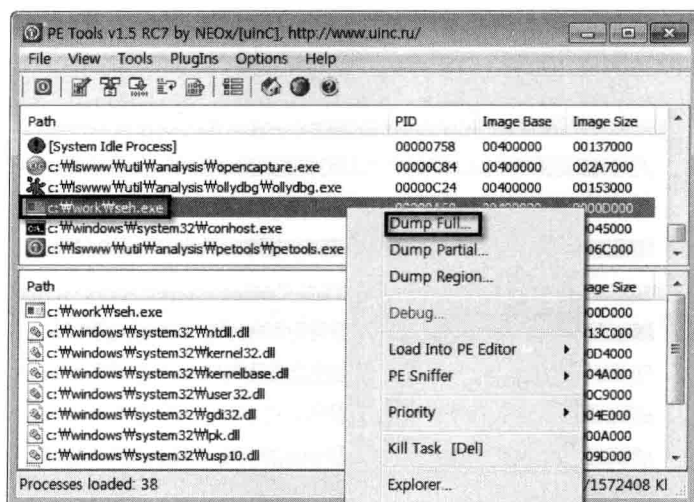 PE Tools v1.5 RC7 by NEOx/[uinC], http://www.uinc.ru/
File View Tools PlugIns Options Help
Path PID Image Base Image Size
[System Idle Process] 00000758 00400000 00137000
c:₩lswww₩util₩analysis₩opencapture.exe 00000C84 00400000 002A7000
c:₩lswww₩util₩analysis₩ollydbg₩ollydbg.exe 00000C24 00400000 00153000
c:₩work₩seh.exe
c:₩windows₩system32₩conhost.exe 045000
c:₩lswww₩util₩analysis₩petools₩petools.exe 06C000
Dump Full...
Dump Partial...
Dump Region...
Debug...
Load Into PE Editor
PE Sniffer
Priority
Kill Task [Del]
Explorer...
Path age Size
c:₩work₩seh.exe 00D000
c:₩windows₩system32₩ntdll.dll 13C000
c:₩windows₩system32₩kernel32.dll 0D4000
c:₩windows₩system32₩kernelbase.dll 04A000
c:₩windows₩system32₩user32.dll 0C9000
c:₩windows₩system32₩gdi32.dll 04E000
c:₩windows₩system32₩lpk.dll 00A000
c:₩windows₩system32₩usp10.dll 09D000
Processes loaded: 38 /1572408 KI